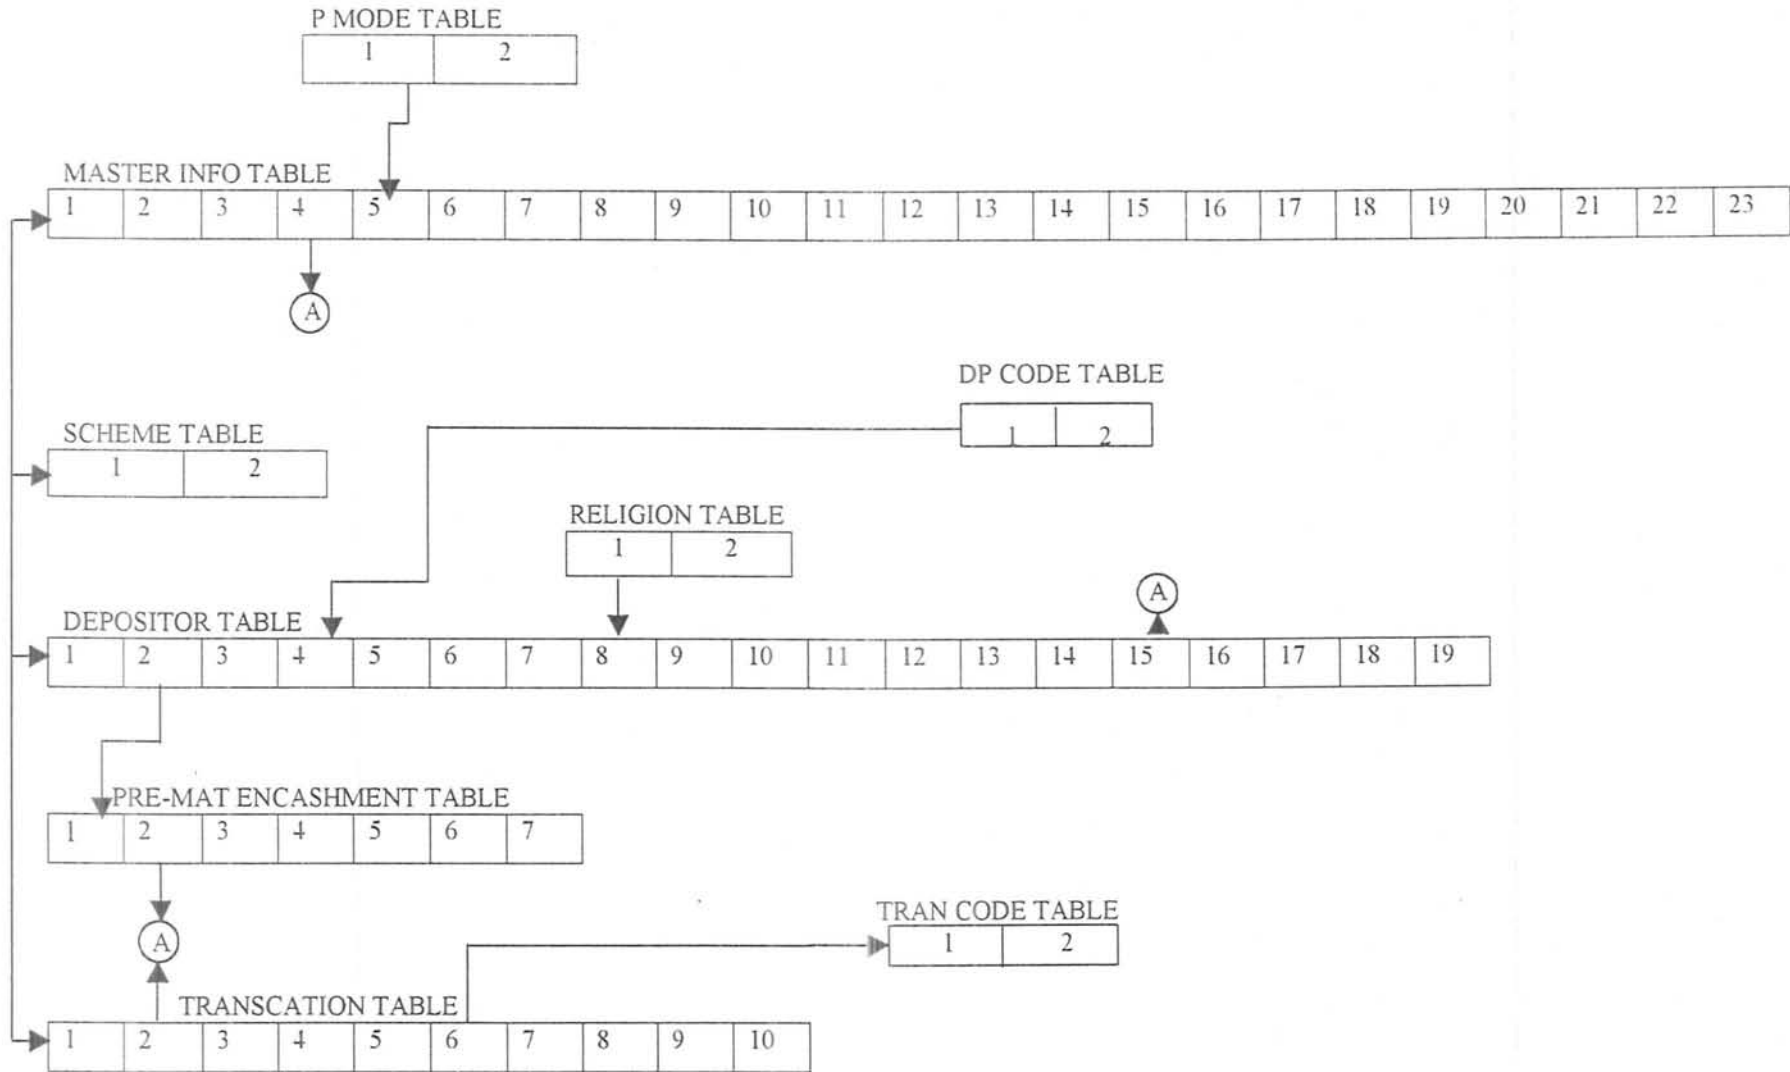 P MODE TABLE
1 2
MASTER INFO TABLE
1 2 3 4 5 6 7 8 9 10 11 12 13 14 15 16 17 18 19 20 21 22 23
A
DP CODE TABLE
1 2
SCHEME TABLE
1 2
RELIGION TABLE
1 2
A
DEPOSITOR TABLE
1 2 3 4 5 6 7 8 9 10 11 12 13 14 15 16 17 18 19
PRE-MAT ENCASHMENT TABLE
1 2 3 4 5 6 7
A
TRAN CODE TABLE
1 2
TRANSCATION TABLE
1 2 3 4 5 6 7 8 9 10